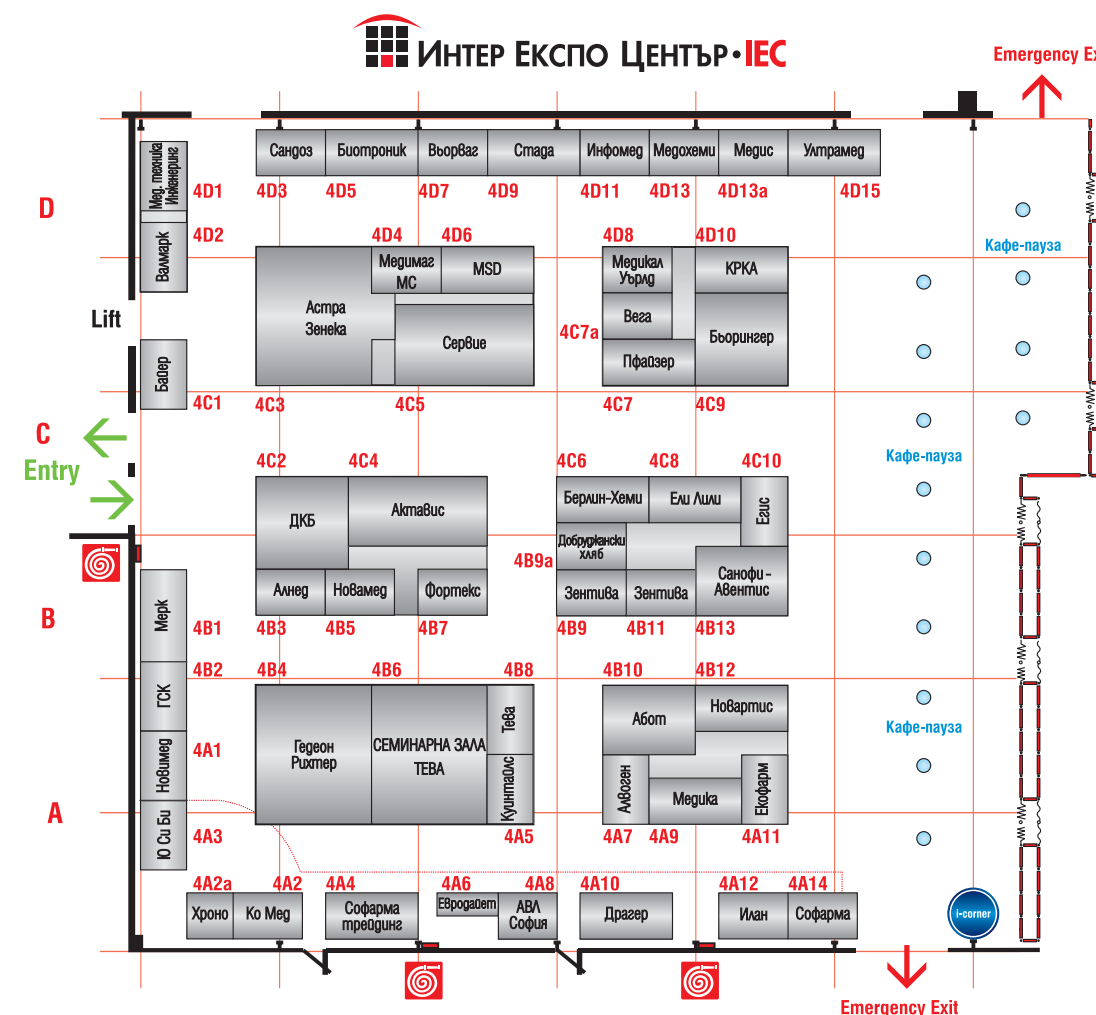 ИНТЕР ЕКСПО ЦЕНТЪР•IEC
Emergency Ex
Сандоз
Биотроник
Вьорваг
Стада
Инфомед
Медохеми
Медис
Ултрамед
4D3
4D5
4D7
4D9
4D11
4D13
4D13a
4D15
Мед. техника
Инженеринг
4D1
D
4D2
Валмарк
4D4
4D6
4D8
4D10
Медимаг
МС
MSD
Медикал
Уърлд
КРКА
Кафе-пауза
Астра
Зенека
Сервие
4C7a
Вега
Бьорингер
Пфайзер
Lift
Байер
4C1
4C3
4C5
4C7
4C9
C
Entry
4C2
4C4
4C6
4C8
4C10
Кафе-пауза
ДКБ
Актавис
Берлин-Хеми
Ели Лили
Егис
4B9a
Добруджански
хляб
Алнед
Новамед
Фортекс
Зентива
Зентива
Санофи-
Авентис
B
Мерк
4B1
4B3
4B5
4B7
4B9
4B11
4B13
4B2
4B4
4B6
4B8
4B10
4B12
ГСК
Гедеон
Рихтер
СЕМИНАРНА ЗАЛА
ТЕВА
Тева
Абот
Новартис
Кафе-пауза
4A1
Новимед
Куинтайлс
Алвоген
Медика
Екофарм
A
Ю Си Би
4A3
4A5
4A7
4A9
4A11
4A2a
4A2
4A4
4A6
4A8
4A10
4A12
4A14
Хроно
Ко Мед
Софарма
трейдинг
Евродайет
АВЛ
София
Драгер
Илан
Софарма
i-corner
Emergency Exit